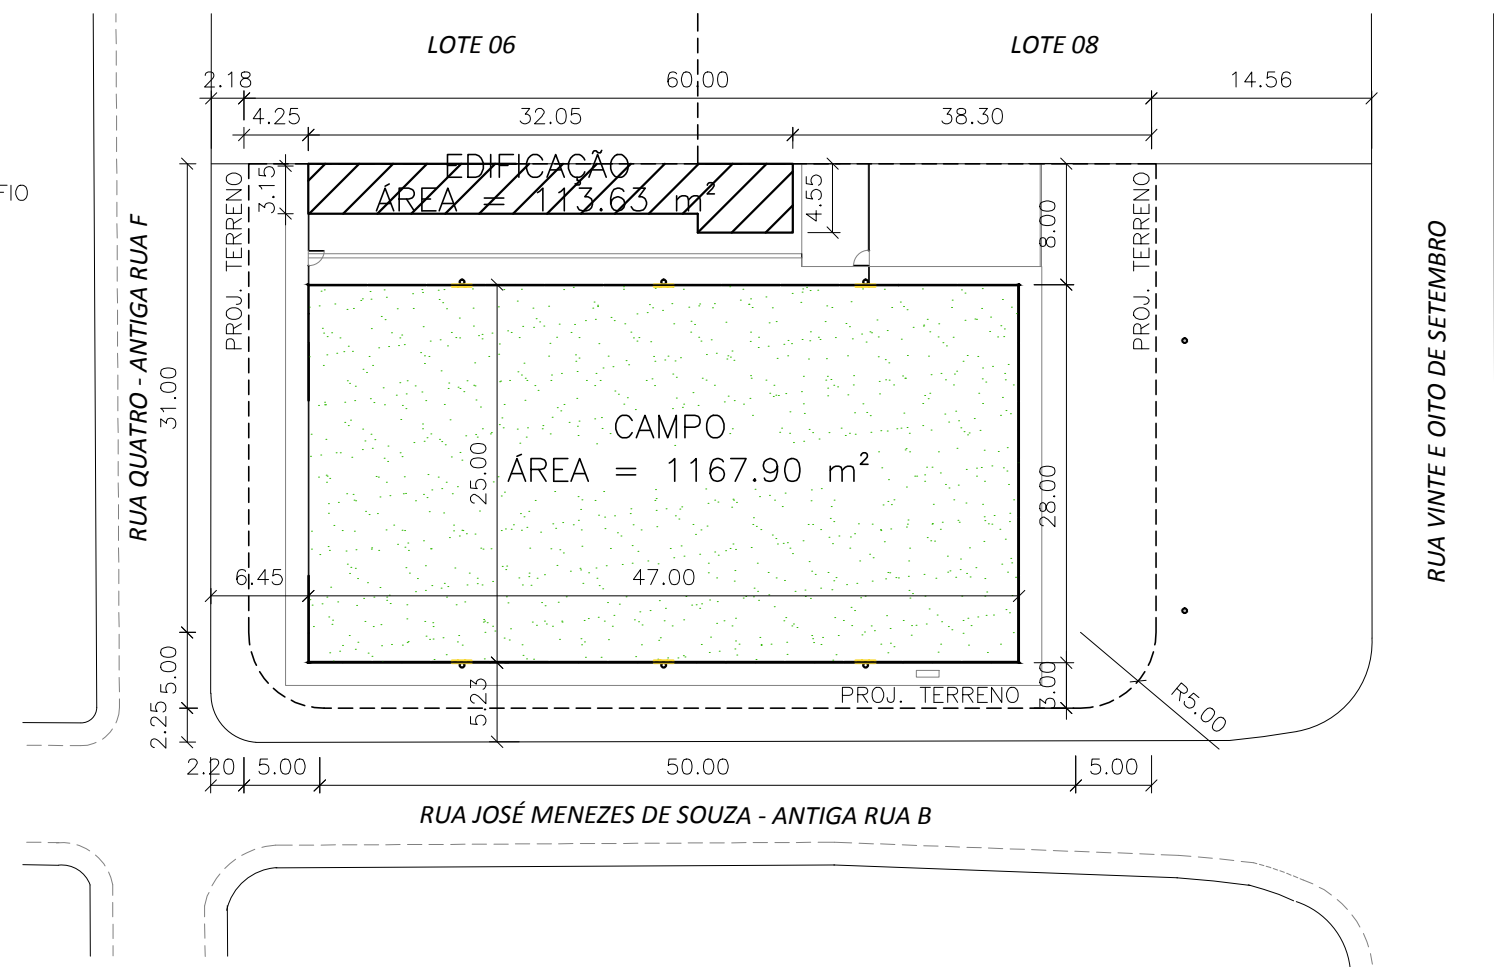 LOTE 06
LOTE 08
2.18
60.00
14.56
4.25
32.05
38.30
EDIFICAÇÃO
ÁREA = 113.63 m²
3.15
4.55
8.00
FIO
PROJ. TERRENO
PROJ. TERRENO
RUA QUATRO - ANTIGA RUA F
RUA VINTE E OITO DE SETEMBRO
31.00
CAMPO
ÁREA = 1167.90 m²
25.00
28.00
6.45
47.00
5.00
5.23
3.00
PROJ. TERRENO
R5.00
2.25
2.20
5.00
50.00
5.00
RUA JOSÉ MENEZES DE SOUZA - ANTIGA RUA B